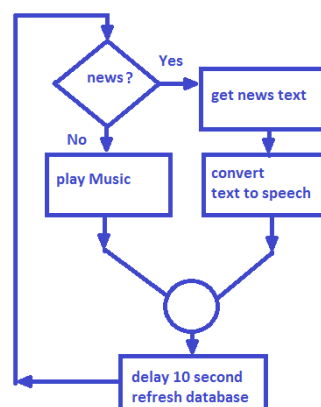 news?
Yes
get news text
No
play Music
convert
text to speech
delay 10 second
refresh database